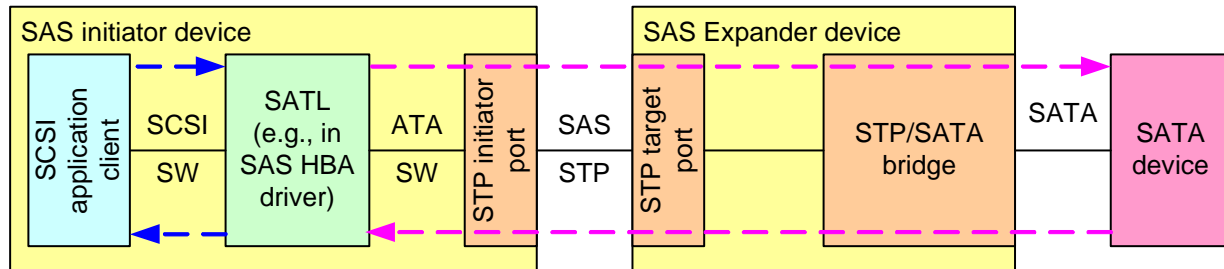 SAS initiator device
SCSI
application
client
SCSI
SW
SATL
(e.g., in
SAS HBA
driver)
ATA
SW
STP initiator
port
SAS
STP
SAS Expander device
STP target
port
STP/SATA
bridge
SATA
SATA
device